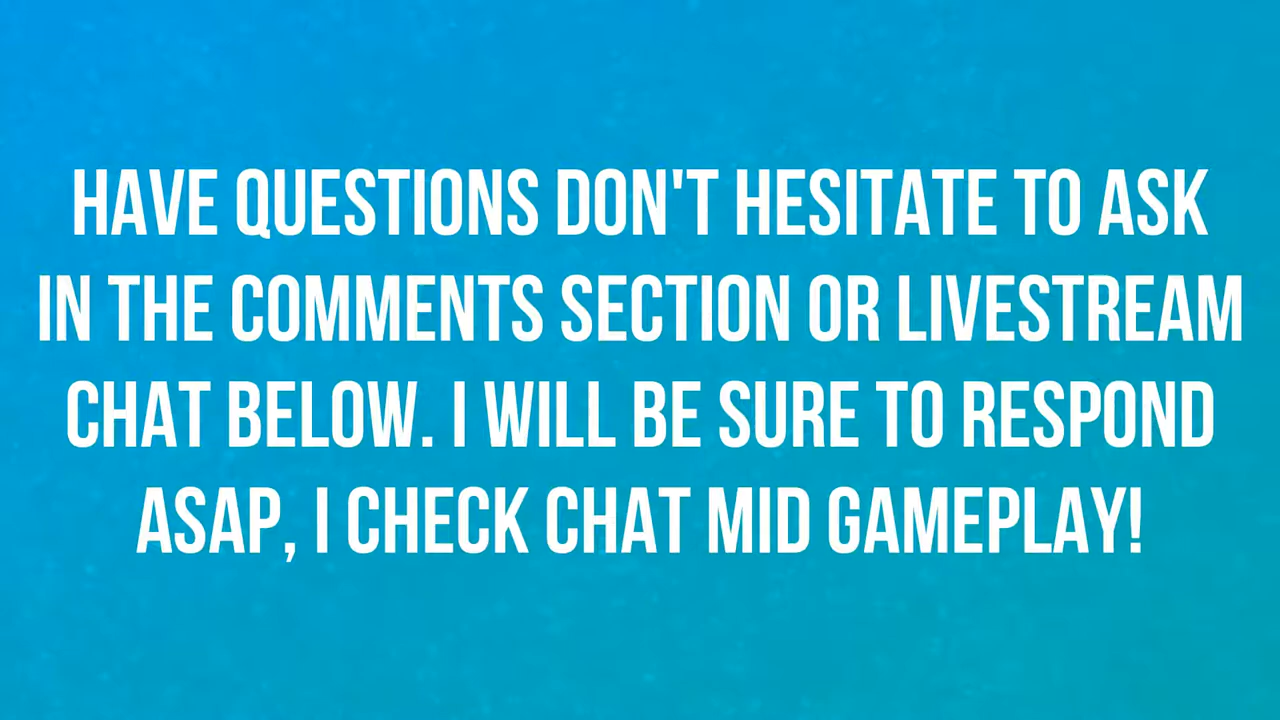 HAVE QUESTIONS DON'T HESITATE TO ASK
IN THE COMMENTS SECTION OR LIVESTREAM
CHAT BELOW. I WILL BE SURE TO RESPOND
ASAP, I CHECK CHAT MID GAMEPLAY!